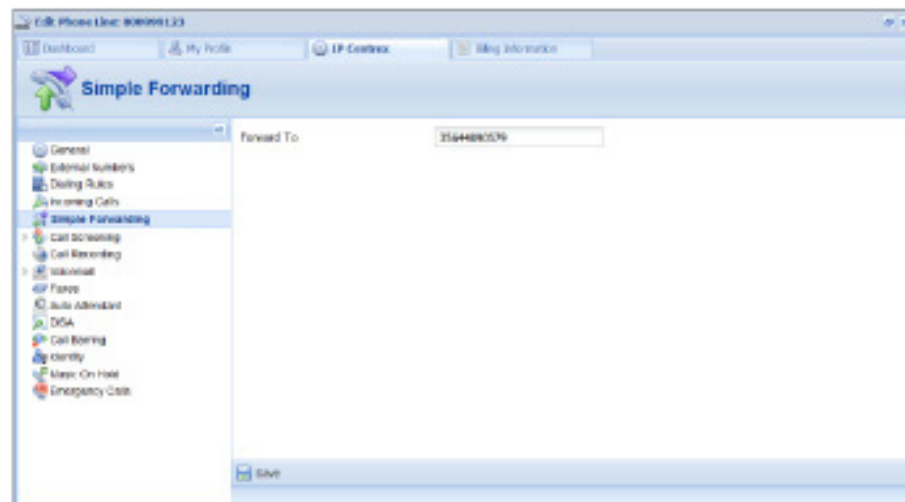 Edit Phone Line:
Dashboard
My Profile
IP Centrex
Billing Information
Simple Forwarding
Forward To
General
External Numbers
Dialing Rules
Incoming Calls
Simple Forwarding
Call Screening
Call Recording
Voicemail
Faxes
Auto Attendant
DISA
Call Barring
Identity
Music On Hold
Emergency Calls
Save